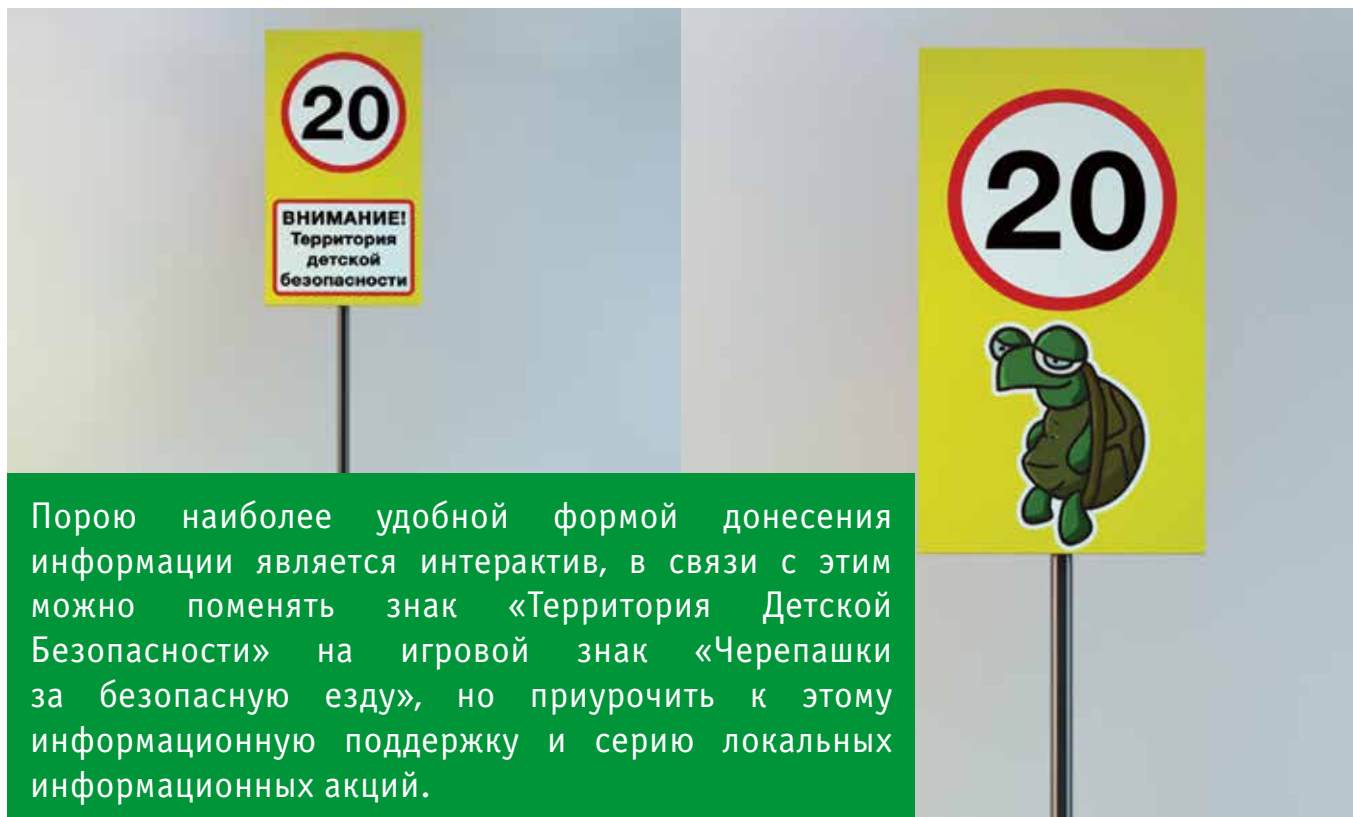 20
ВНИМАНИЕ!
Территория
детской
безопасности
20
Порою наиболее удобной формой донесения
информации является интерактив, в связи с этим
можно поменять знак «Территория Детской
Безопасности» на игровой знак «Черепашки
за безопасную езду», но приурочить к этому
информационную поддержку и серию локальных
информационных акций.